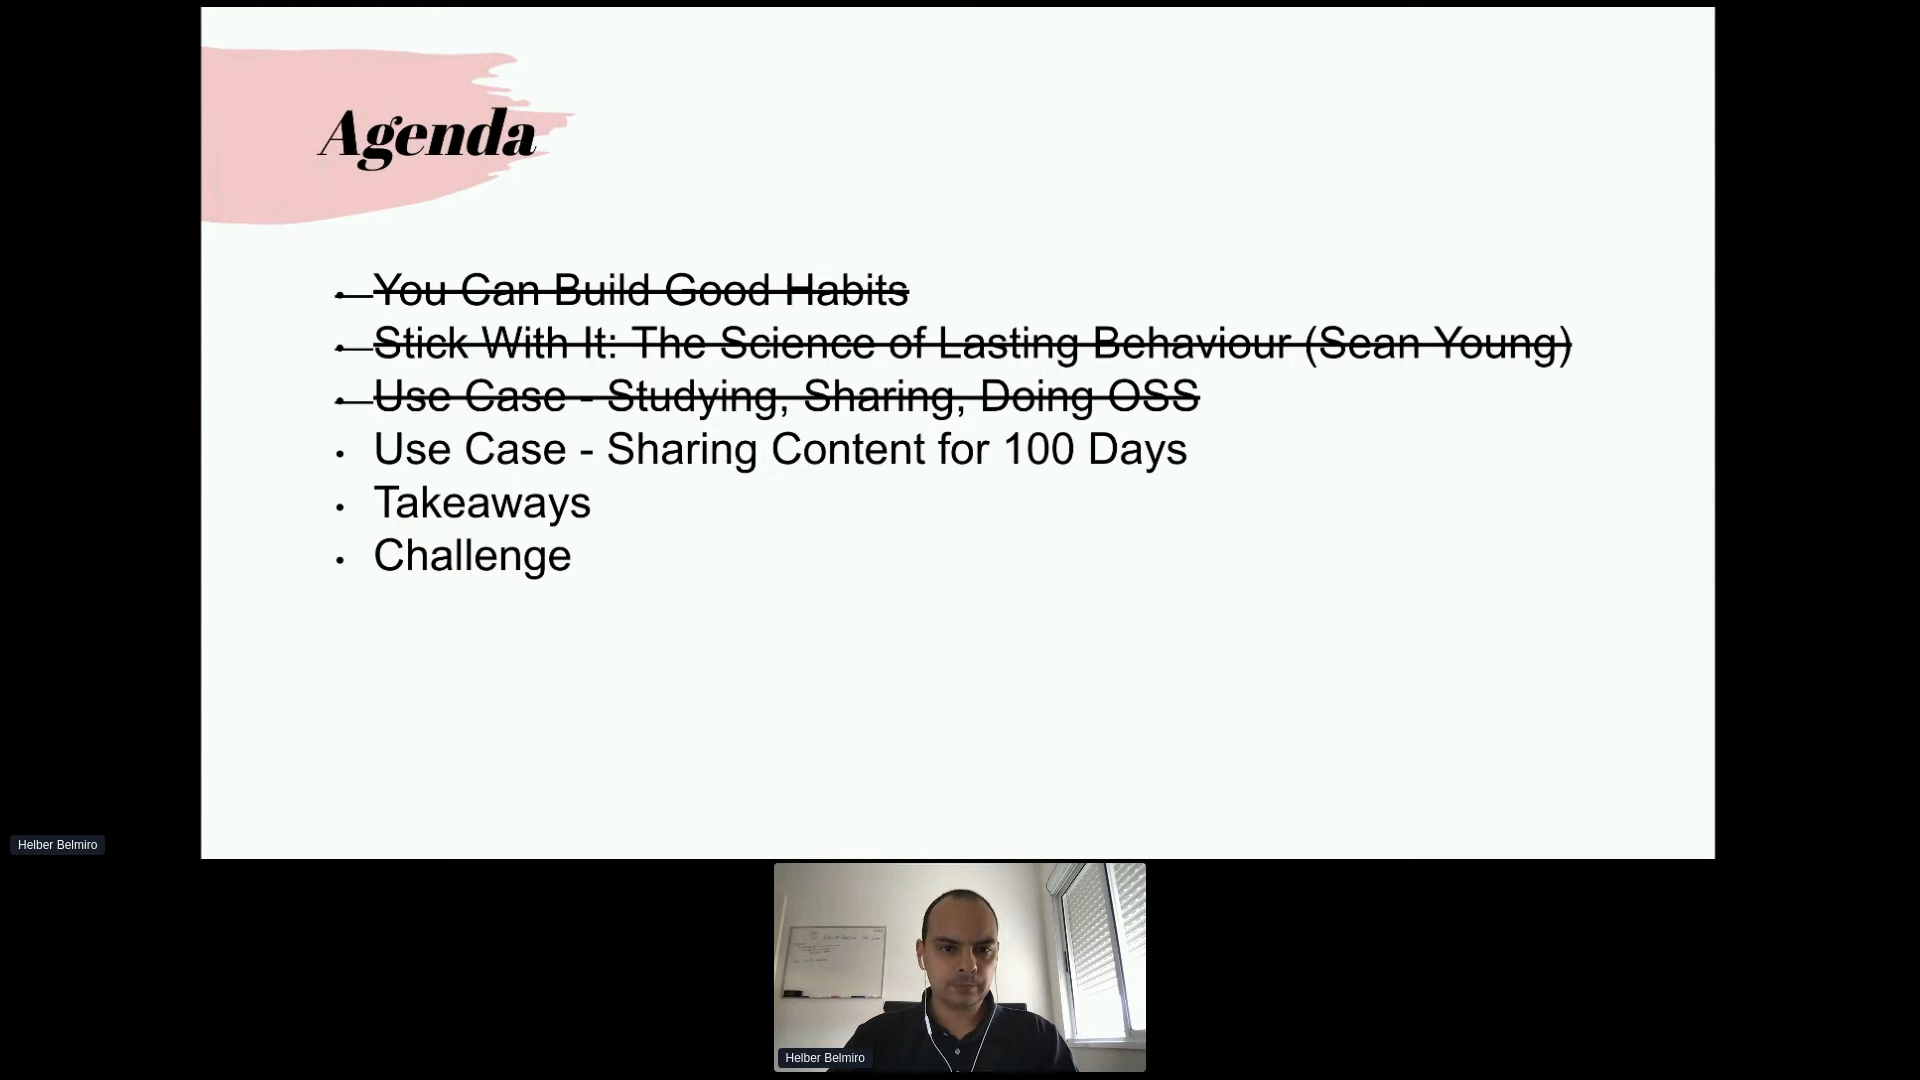 Agenda
• You Can Build Good Habits
• Stick With It: The Science of Lasting Behaviour (Sean Young)
• Use Case - Studying, Sharing, Doing OSS
• Use Case - Sharing Content for 100 Days
• Takeaways
• Challenge
Helber Belmiro
Helber Belmiro